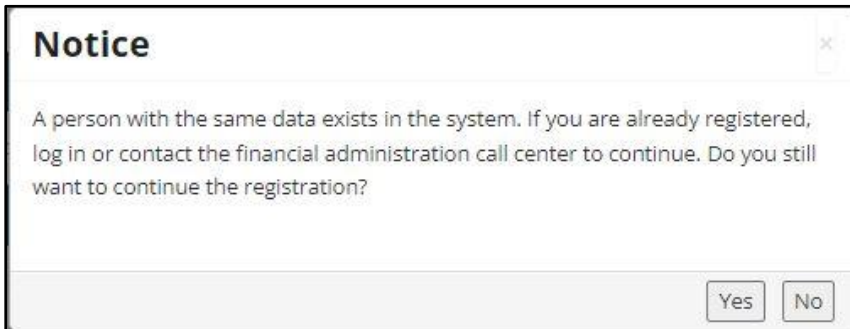 Notice
×
A person with the same data exists in the system. If you are already registered,
log in or contact the financial administration call center to continue. Do you still
want to continue the registration?
Yes No